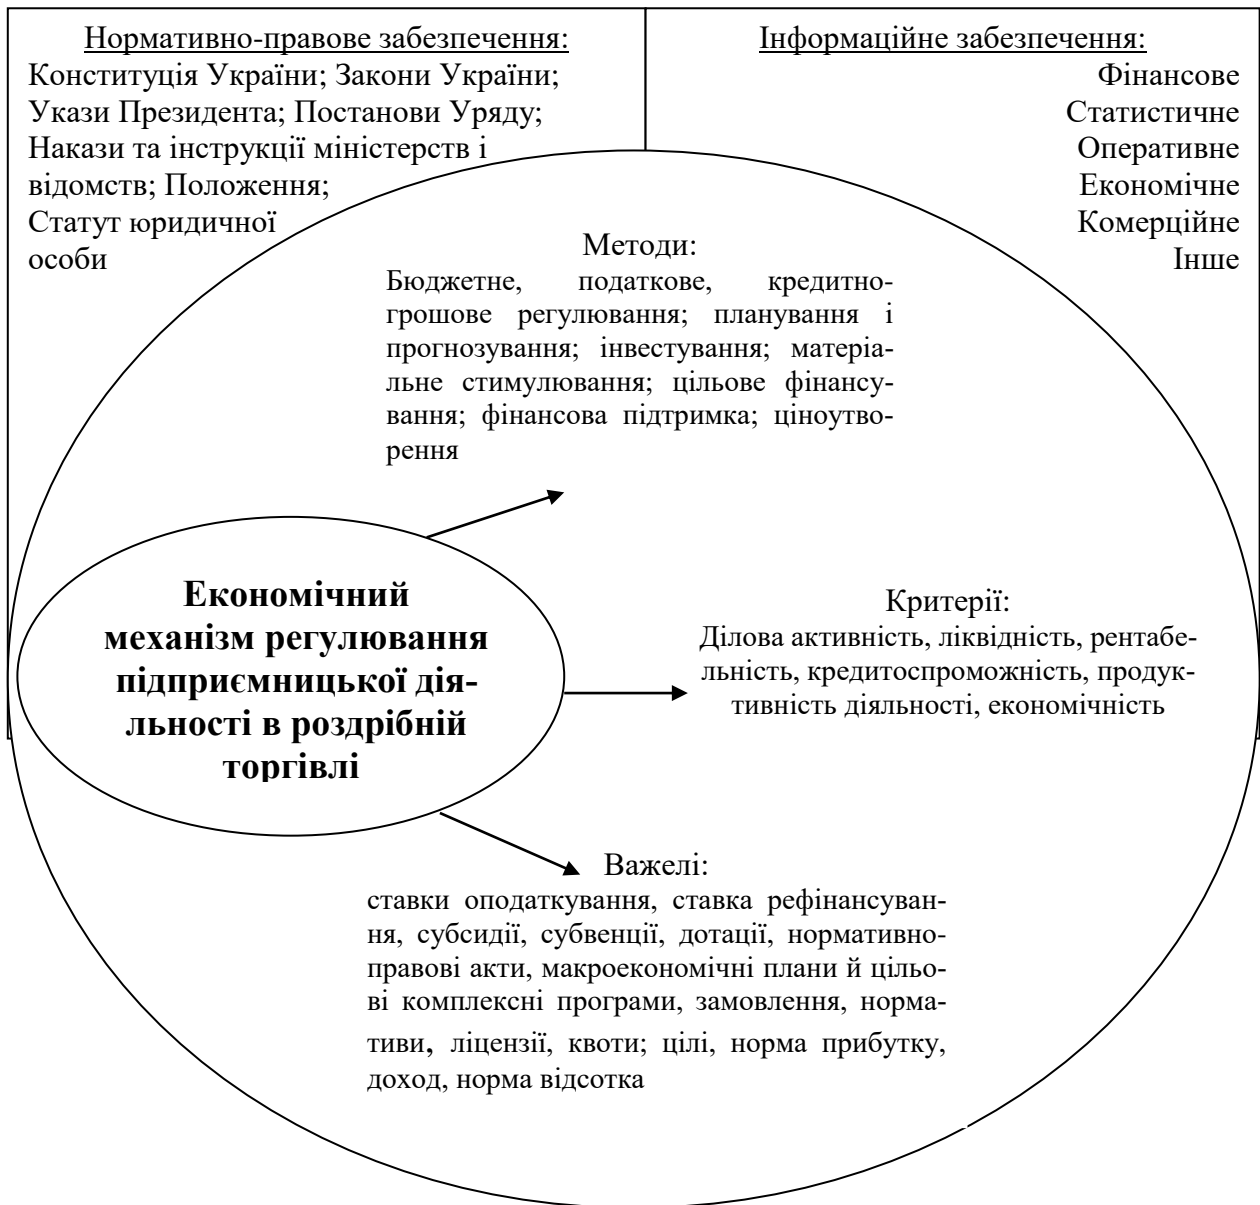 Нормативно-правове забезпечення:
Конституція України; Закони України;
Укази Президента; Постанови Уряду;
Накази та інструкції міністерств і
відомств; Положення;
Статут юридичної
особи
Інформаційне забезпечення:
Фінансове
Статистичне
Оперативне
Економічне
Комерційне
Інше
Методи:
Бюджетне, податкове, кредитно-
грошове регулювання; планування і
прогнозування; інвестування; матеріа-
льне стимулювання; цільове фінансу-
вання; фінансова підтримка; ціноутво-
рення
Економічний
механізм регулювання
підприємницької дія-
льності в роздрібній
торгівлі
Критерії:
Ділова активність, ліквідність, рентабе-
льність, кредитоспроможність, продук-
тивність діяльності, економічність
Важелі:
ставки оподаткування, ставка рефінансуван-
ня, субсидії, субвенції, дотації, нормативно-
правові акти, макроекономічні плани й цільо-
ві комплексні програми, замовлення, норма-
тиви, ліцензії, квоти; цілі, норма прибутку,
доход, норма відсотка